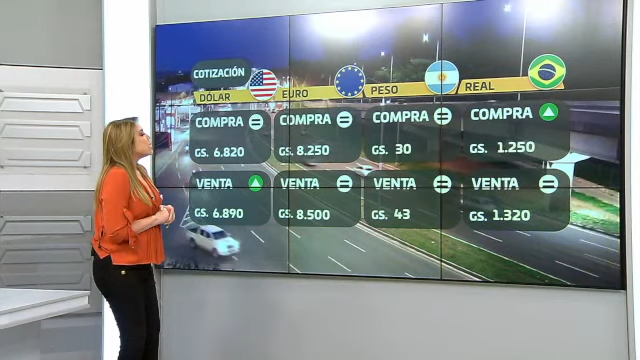 COTIZACIÓN
DÓLAR EURO PESO REAL
COMPRA COMPRA COMPRA COMPRA
GS. 6.820 GS. 8.250 GS. 30 GS. 1.250
VENTA VENTA VENTA VENTA
GS. 6.890 GS. 8.500 GS. 43 GS. 1.320